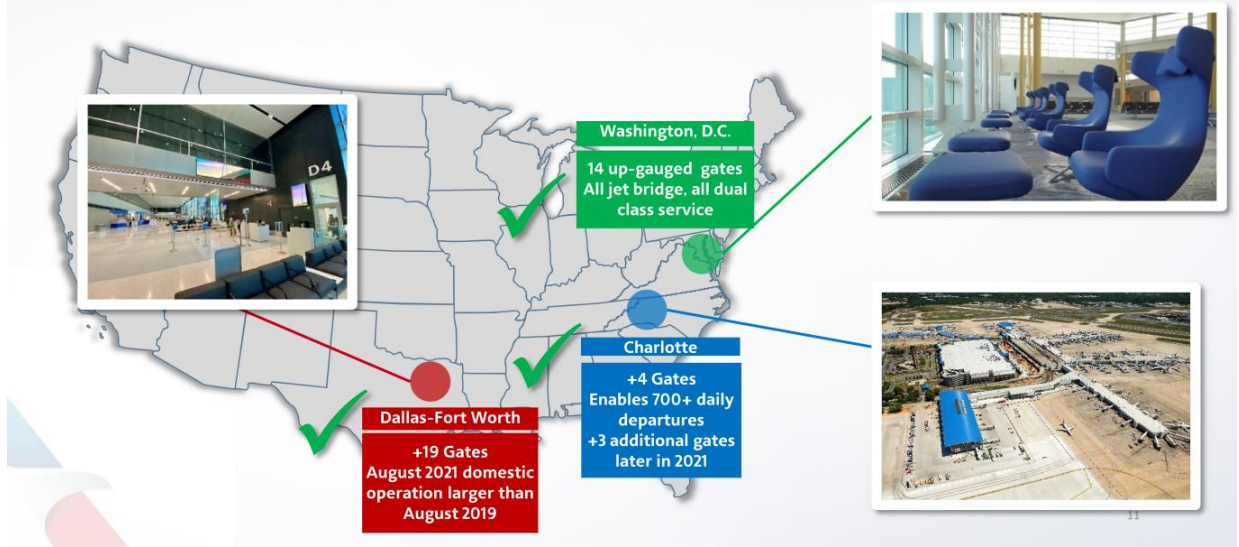 D4
Washington, D.C.
14 up-gauged gates
All jet bridge, all dual
class service
Charlotte
+4 Gates
Enables 700+ daily
departures
+3 additional gates
later in 2021
Dallas-Fort Worth
+19 Gates
August 2021 domestic
operation larger than
August 2019
11